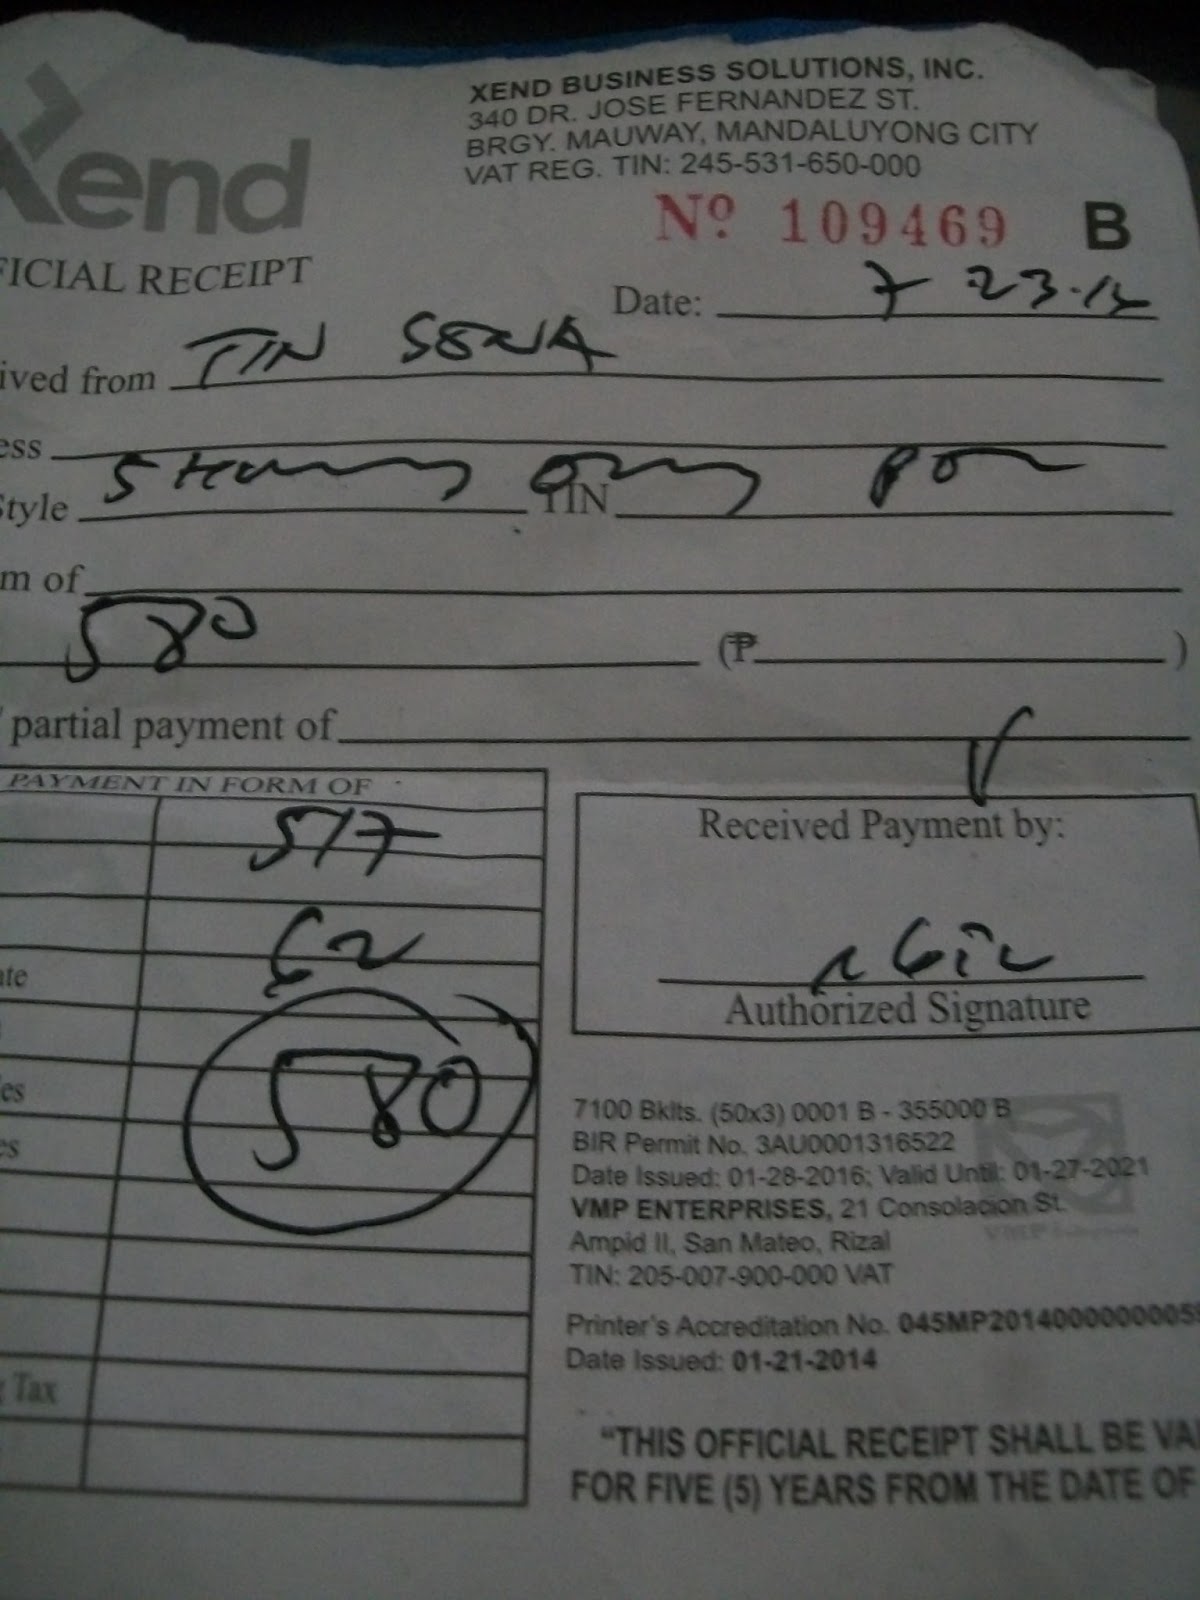 XEND BUSINESS SOLUTIONS, INC.
340 DR. JOSE FERNANDEZ ST.
BRGY. MAUWAY, MANDALUYONG CITY
VAT REG. TIN: 245-531-650-000
Xend
Nº 109469 B
FICIAL RECEIPT
Date: 7 23.
ived from TIN
ess
Style TIN
m of
580 (₱ )
partial payment of
PAYMENT IN FORM OF
517
62
ate
580
es
es
Tax
Received Payment by:
Authorized Signature
7100 Bklts. (50x3) 0001 B - 355000 B
BIR Permit No. 3AU0001316522
Date Issued: 01-28-2016; Valid Until: 01-27-2021
VMP ENTERPRISES, 21 Consolacion St.
Ampid II, San Mateo, Rizal
TIN: 205-007-900-000 VAT
Printer's Accreditation No. 045MP2014000000005
Date Issued: 01-21-2014
"THIS OFFICIAL RECEIPT SHALL BE VA
FOR FIVE (5) YEARS FROM THE DATE OF